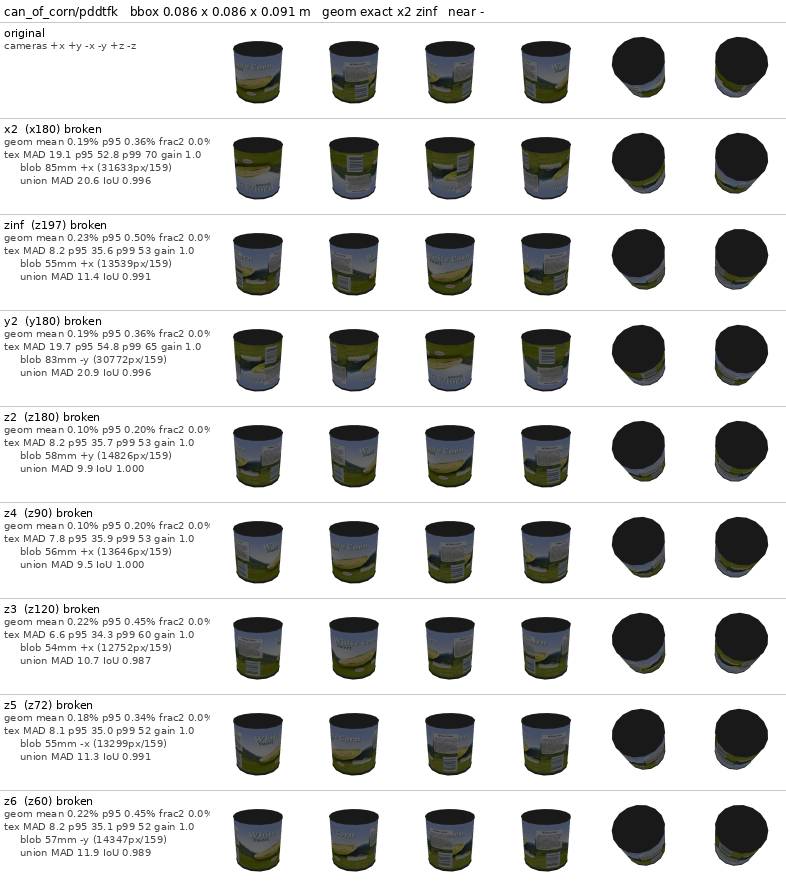 can_of_corn/pddtfk bbox 0.086 x 0.086 x 0.091 m geom exact x2 zinf near -
original
cameras +x +y -x -y +z -z
x2 (x180) broken
geom mean 0.19% p95 0.36% frac2 0.0%
tex MAD 19.1 p95 52.8 p99 70 gain 1.0
blob 85mm +x (31633px/159)
union MAD 20.6 IoU 0.996
zinf (z197) broken
geom mean 0.23% p95 0.50% frac2 0.0%
tex MAD 8.2 p95 35.6 p99 53 gain 1.0
blob 55mm +x (13539px/159)
union MAD 11.4 IoU 0.991
y2 (y180) broken
geom mean 0.19% p95 0.36% frac2 0.0%
tex MAD 19.7 p95 54.8 p99 65 gain 1.0
blob 83mm -y (30772px/159)
union MAD 20.9 IoU 0.996
z2 (z180) broken
geom mean 0.10% p95 0.20% frac2 0.0%
tex MAD 8.2 p95 35.7 p99 53 gain 1.0
blob 58mm +y (14826px/159)
union MAD 9.9 IoU 1.000
z4 (z90) broken
geom mean 0.10% p95 0.20% frac2 0.0%
tex MAD 7.8 p95 35.9 p99 53 gain 1.0
blob 56mm +x (13646px/159)
union MAD 9.5 IoU 1.000
z3 (z120) broken
geom mean 0.22% p95 0.45% frac2 0.0%
tex MAD 6.6 p95 34.3 p99 60 gain 1.0
blob 54mm +x (12752px/159)
union MAD 10.7 IoU 0.987
z5 (z72) broken
geom mean 0.18% p95 0.34% frac2 0.0%
tex MAD 8.1 p95 35.0 p99 52 gain 1.0
blob 55mm -x (13299px/159)
union MAD 11.3 IoU 0.991
z6 (z60) broken
geom mean 0.22% p95 0.45% frac2 0.0%
tex MAD 8.2 p95 35.1 p99 52 gain 1.0
blob 57mm -y (14347px/159)
union MAD 11.9 IoU 0.989